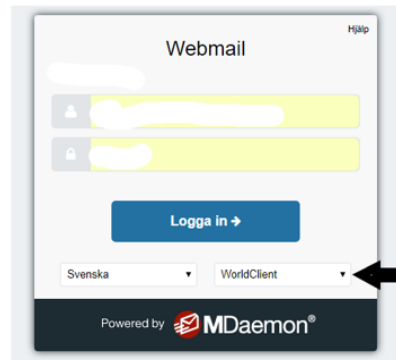 Hjälp
Webmail
Logga in →
Svenska ▾ WorldClient ▾
Powered by MDaemon®